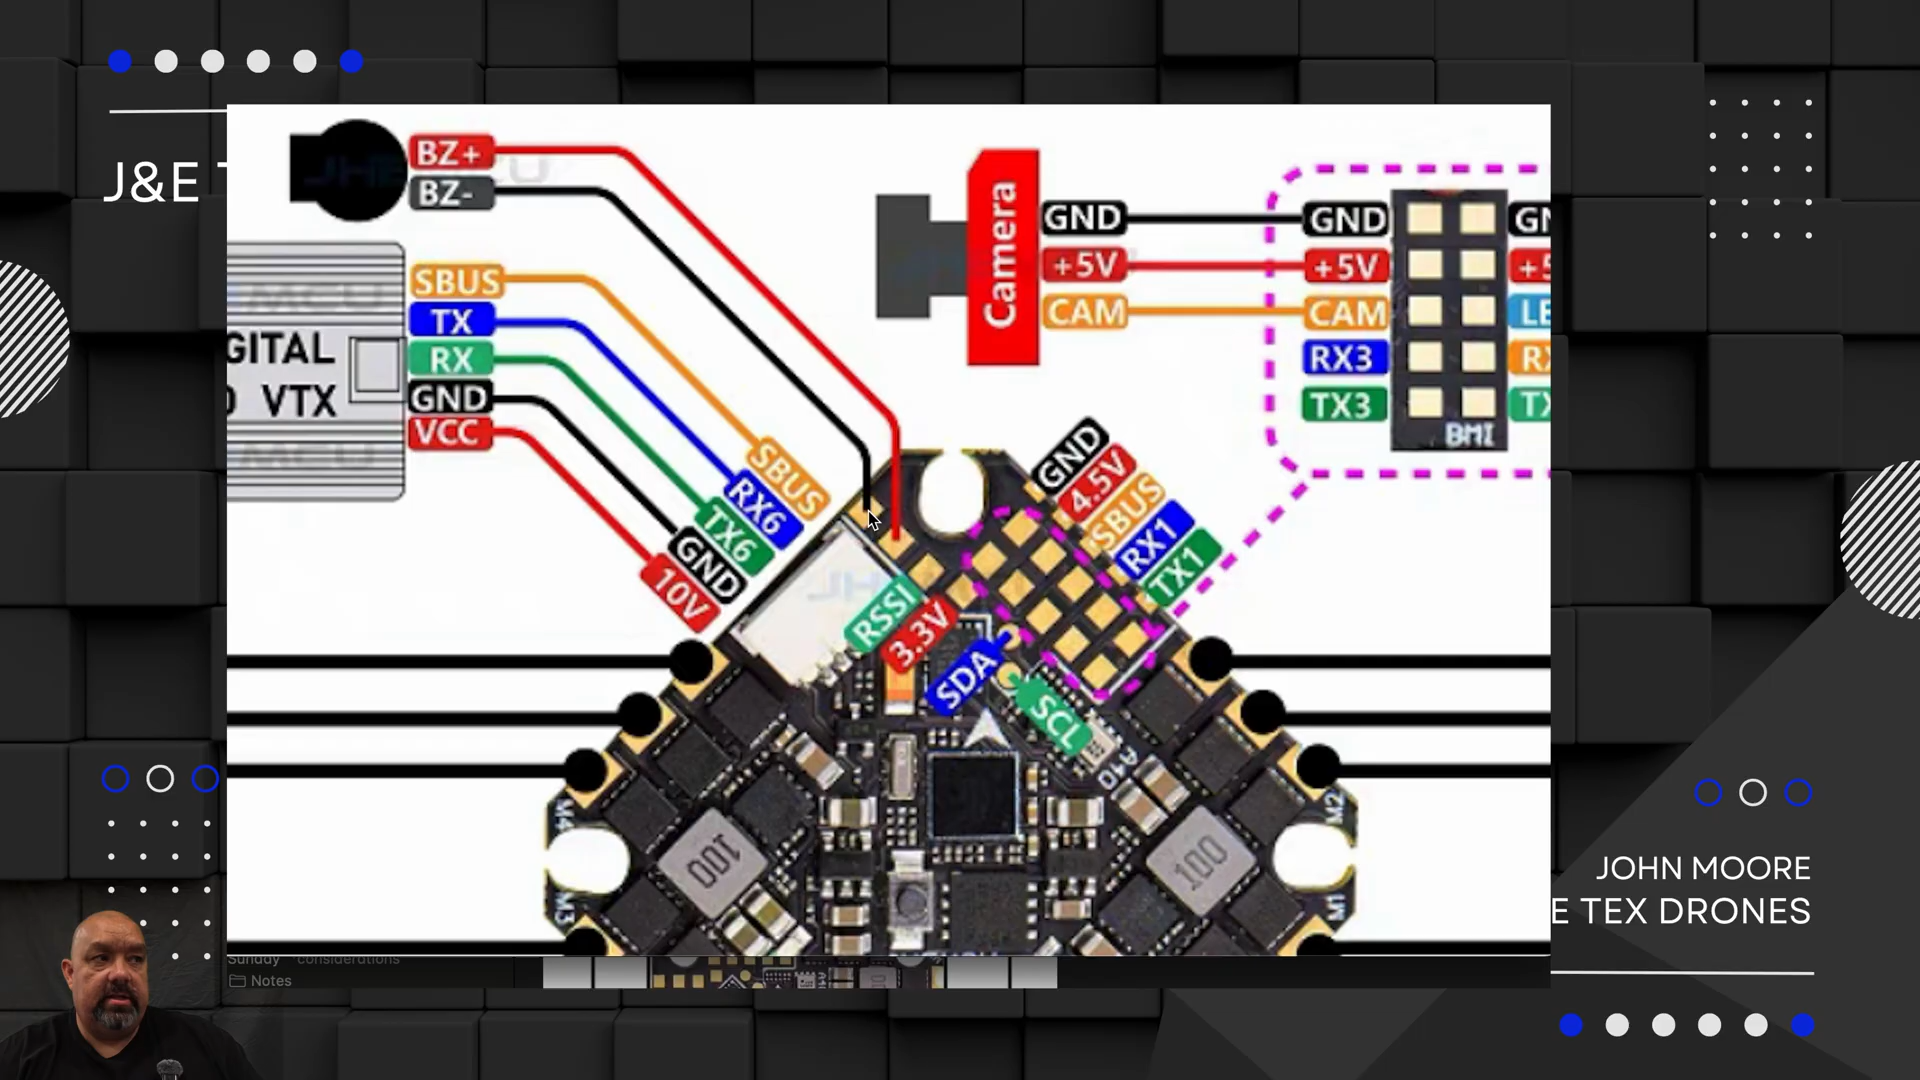 J&E
BZ+
BZ-
SBUS
TX
RX
GND
VCC
GITAL
VTX
SBUS
RX6
TX6
GND
10V
Camera
GND
+5V
CAM
GND
+5V
CAM
RX3
TX3
BMI
GND
4.5V
SBUS
RX1
TX1
RSSI
3.3V
SDA
SCL
M4
M3
M2
M1
100
100
JOHN MOORE
E TEX DRONES
Sunday considerations
Notes